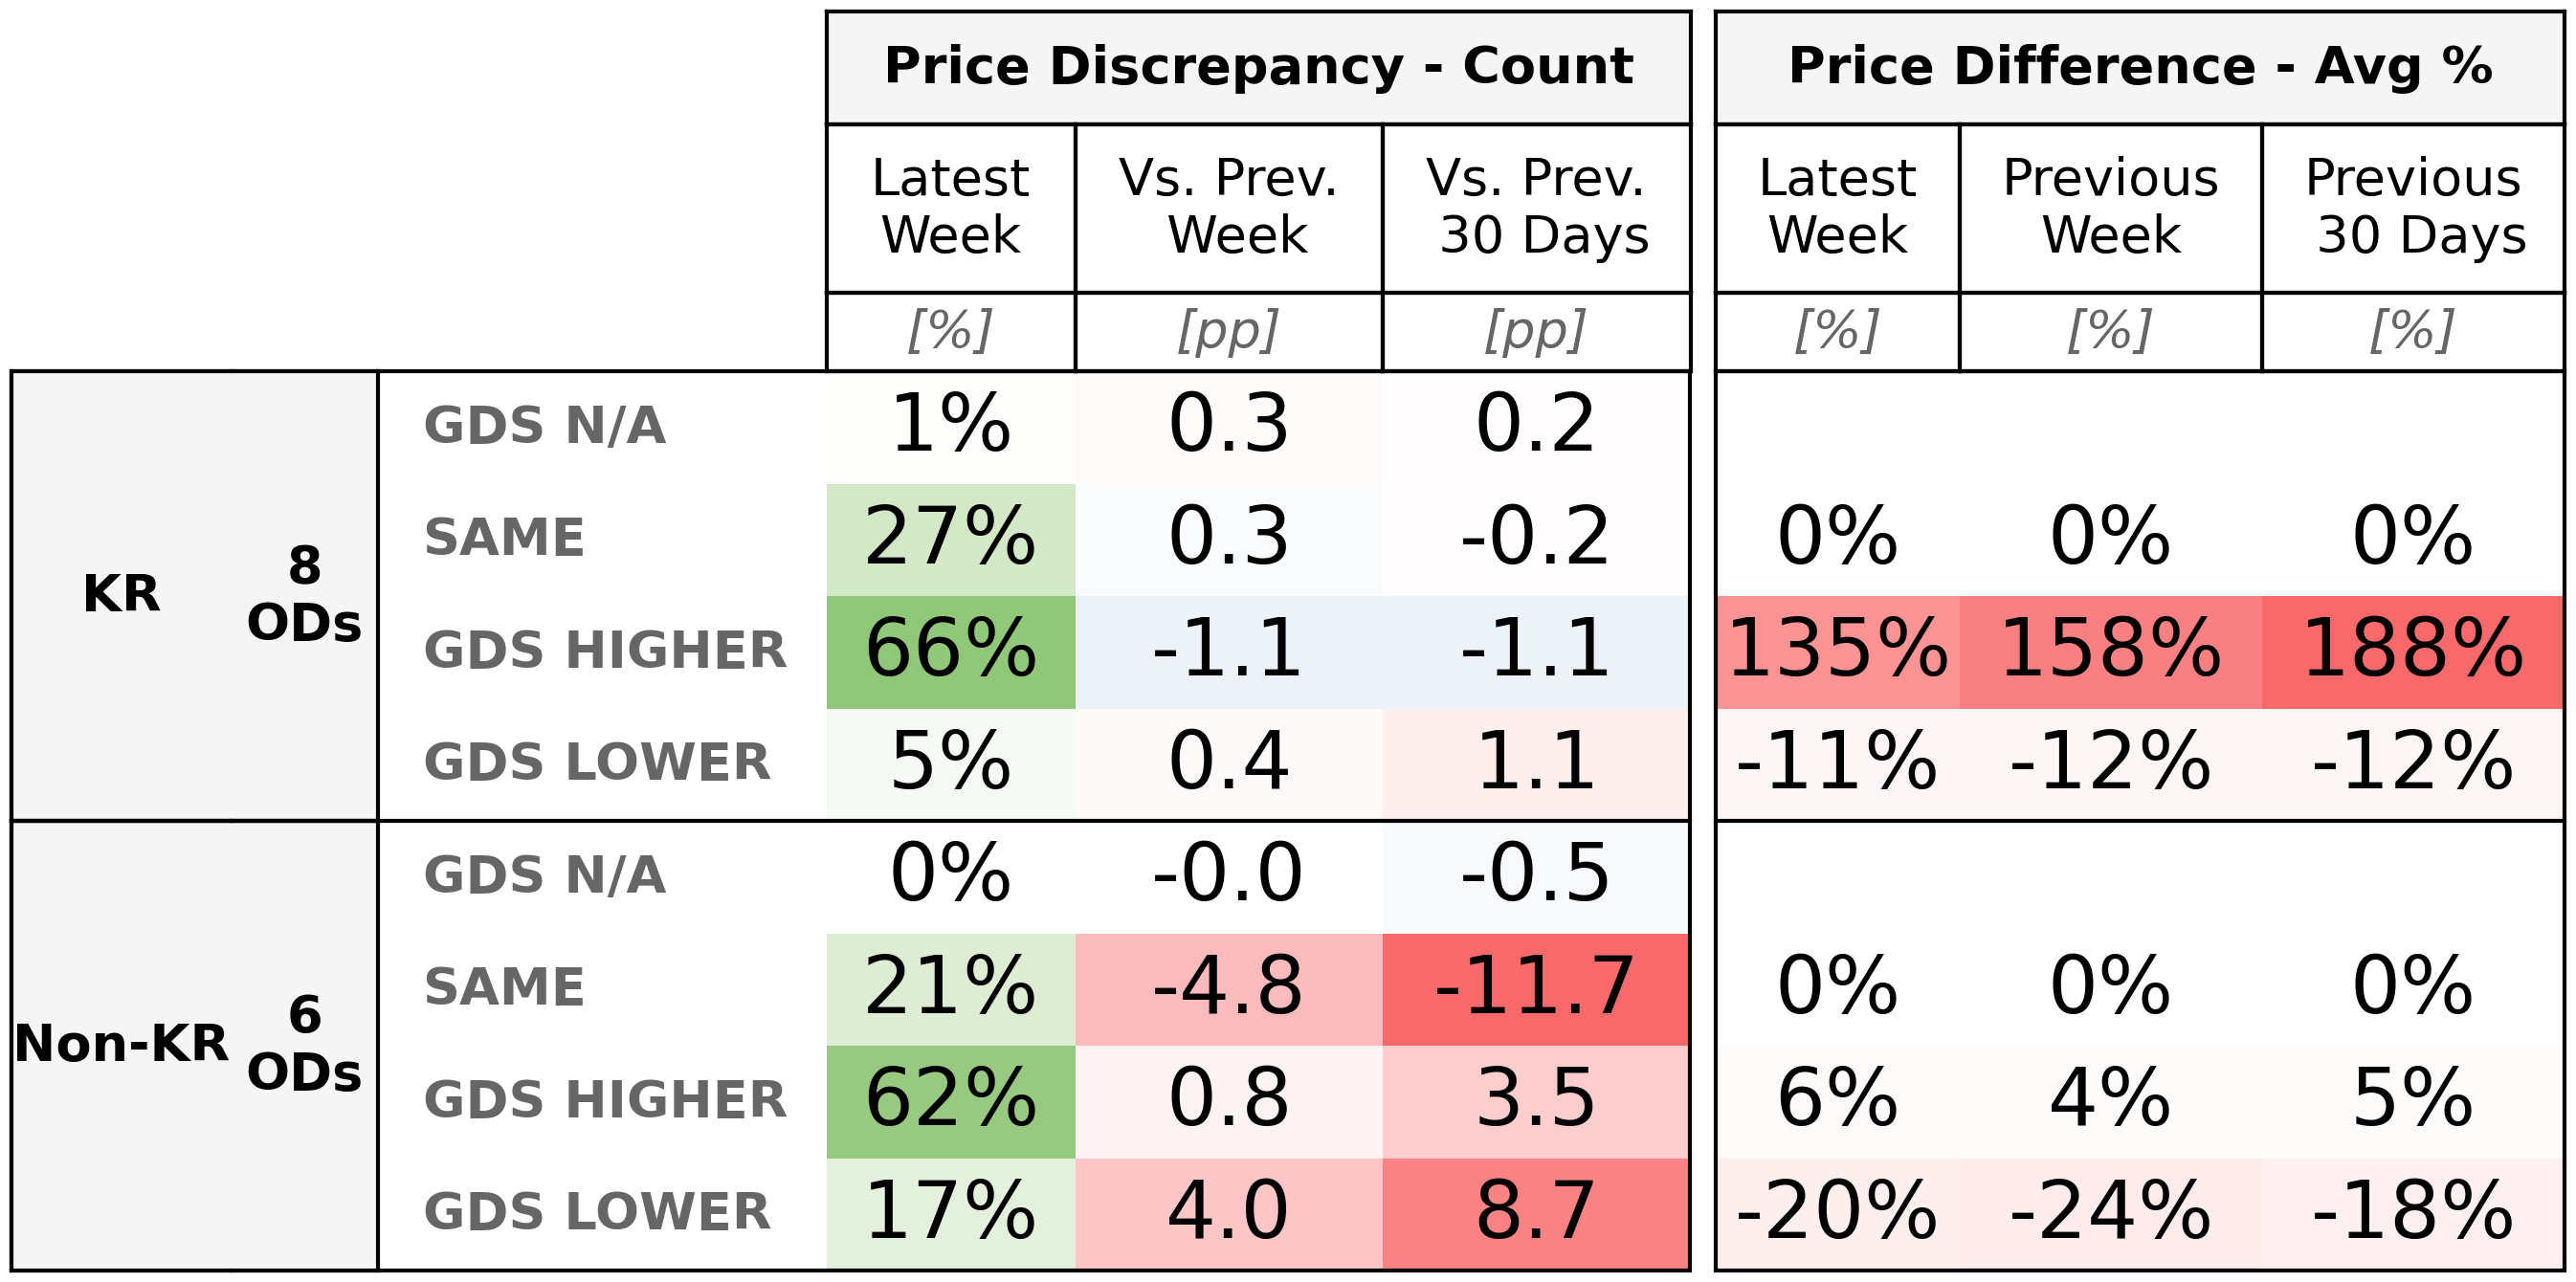 Price Discrepancy - Count Price Difference - Avg %
Latest Week Vs. Prev. Week Vs. Prev. 30 Days Latest Week Previous Week Previous 30 Days
[%] [pp] [pp] [%] [%] [%]
KR 8 ODs
GDS N/A 1% 0.3 0.2
SAME 27% 0.3 -0.2 0% 0% 0%
GDS HIGHER 66% -1.1 -1.1 135% 158% 188%
GDS LOWER 5% 0.4 1.1 -11% -12% -12%
Non-KR 6 ODs
GDS N/A 0% -0.0 -0.5
SAME 21% -4.8 -11.7 0% 0% 0%
GDS HIGHER 62% 0.8 3.5 6% 4% 5%
GDS LOWER 17% 4.0 8.7 -20% -24% -18%